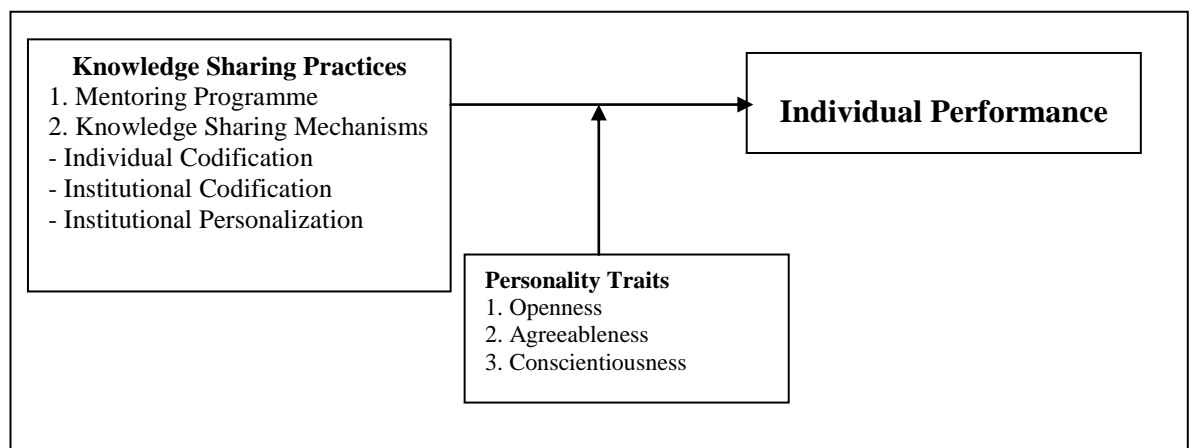 Knowledge Sharing Practices
1. Mentoring Programme
2. Knowledge Sharing Mechanisms
- Individual Codification
- Institutional Codification
- Institutional Personalization
Individual Performance
Personality Traits
1. Openness
2. Agreeableness
3. Conscientiousness